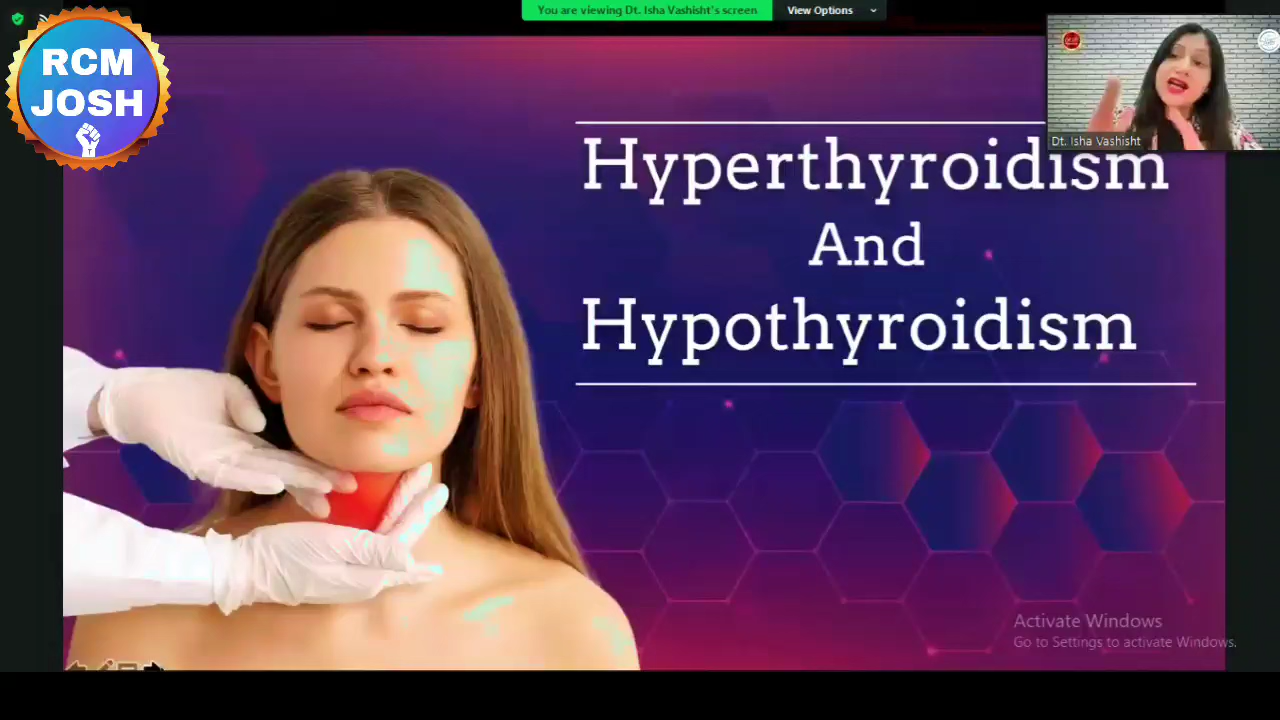 You are viewing Dt. Isha Vashisht's screen
View Options
RCM
JOSH
Dt. Isha Vashisht
Hyperthyroidism
And
Hypothyroidism
Activate Windows
Go to Settings to activate Windows.